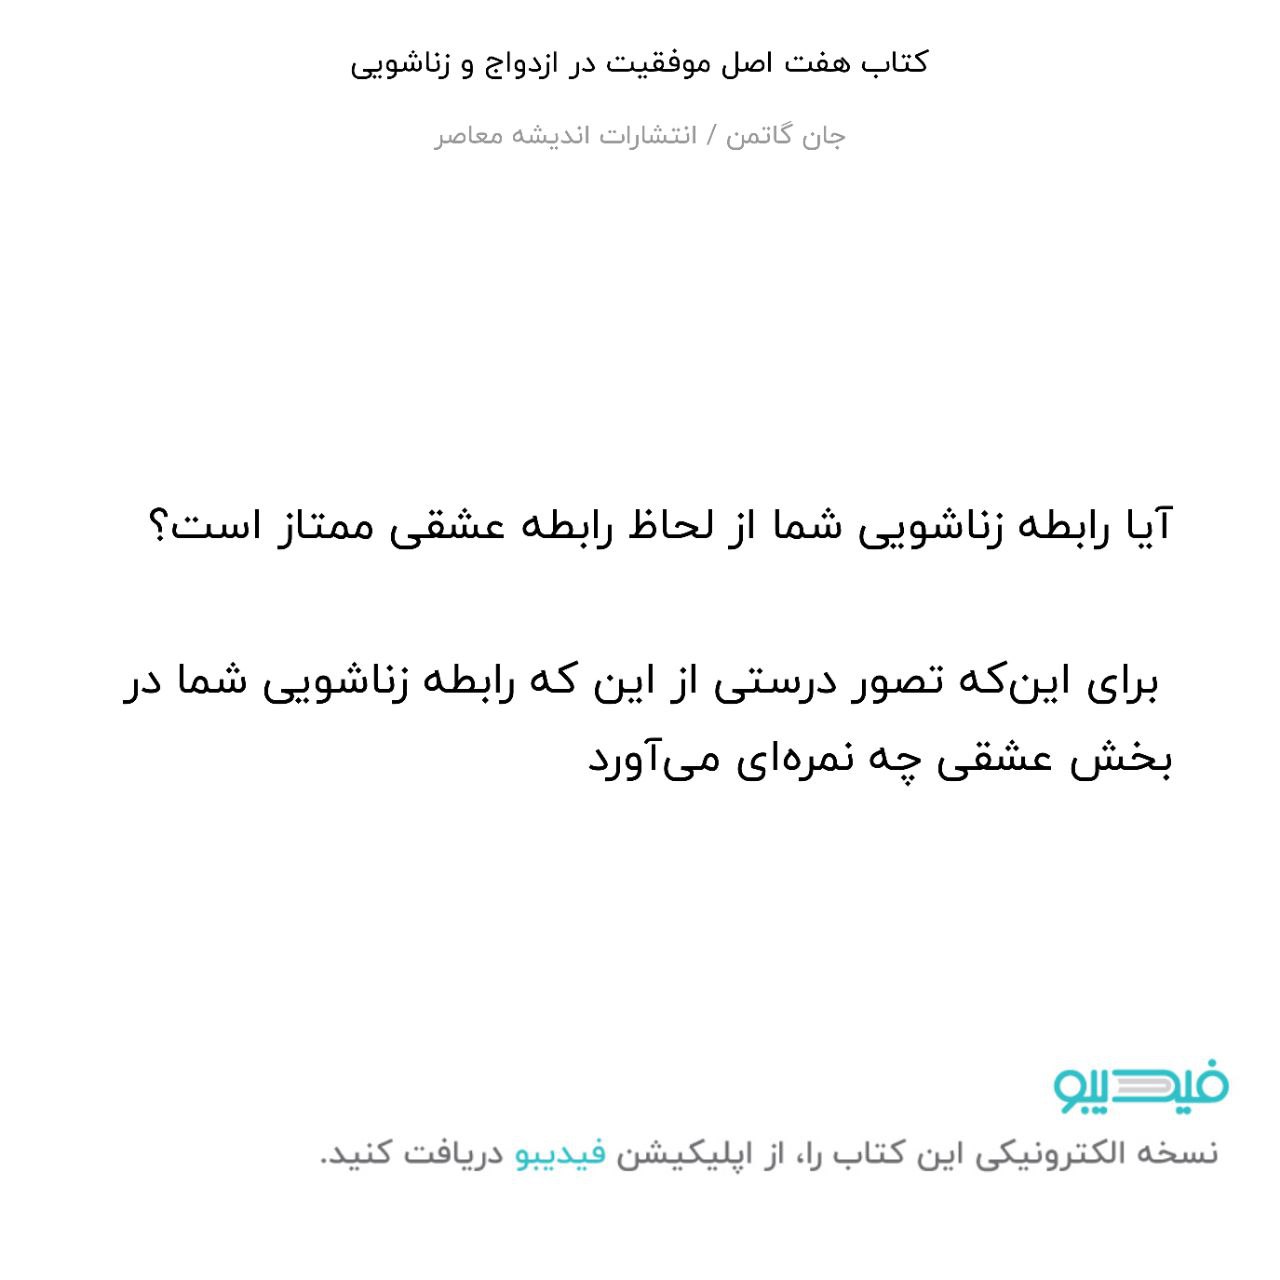 کتاب هفت اصل موفقیت در ازدواج و زناشویی
جان گاتمن / انتشارات اندیشه معاصر
آیا رابطه زناشویی شما از لحاظ رابطه عشقی ممتاز است؟
برای این‌که تصور درستی از این که رابطه زناشویی شما در
بخش عشقی چه نمره‌ای می‌آورد
فیدیبو
نسخه الکترونیکی این کتاب را، از اپلیکیشن فیدیبو دریافت کنید.